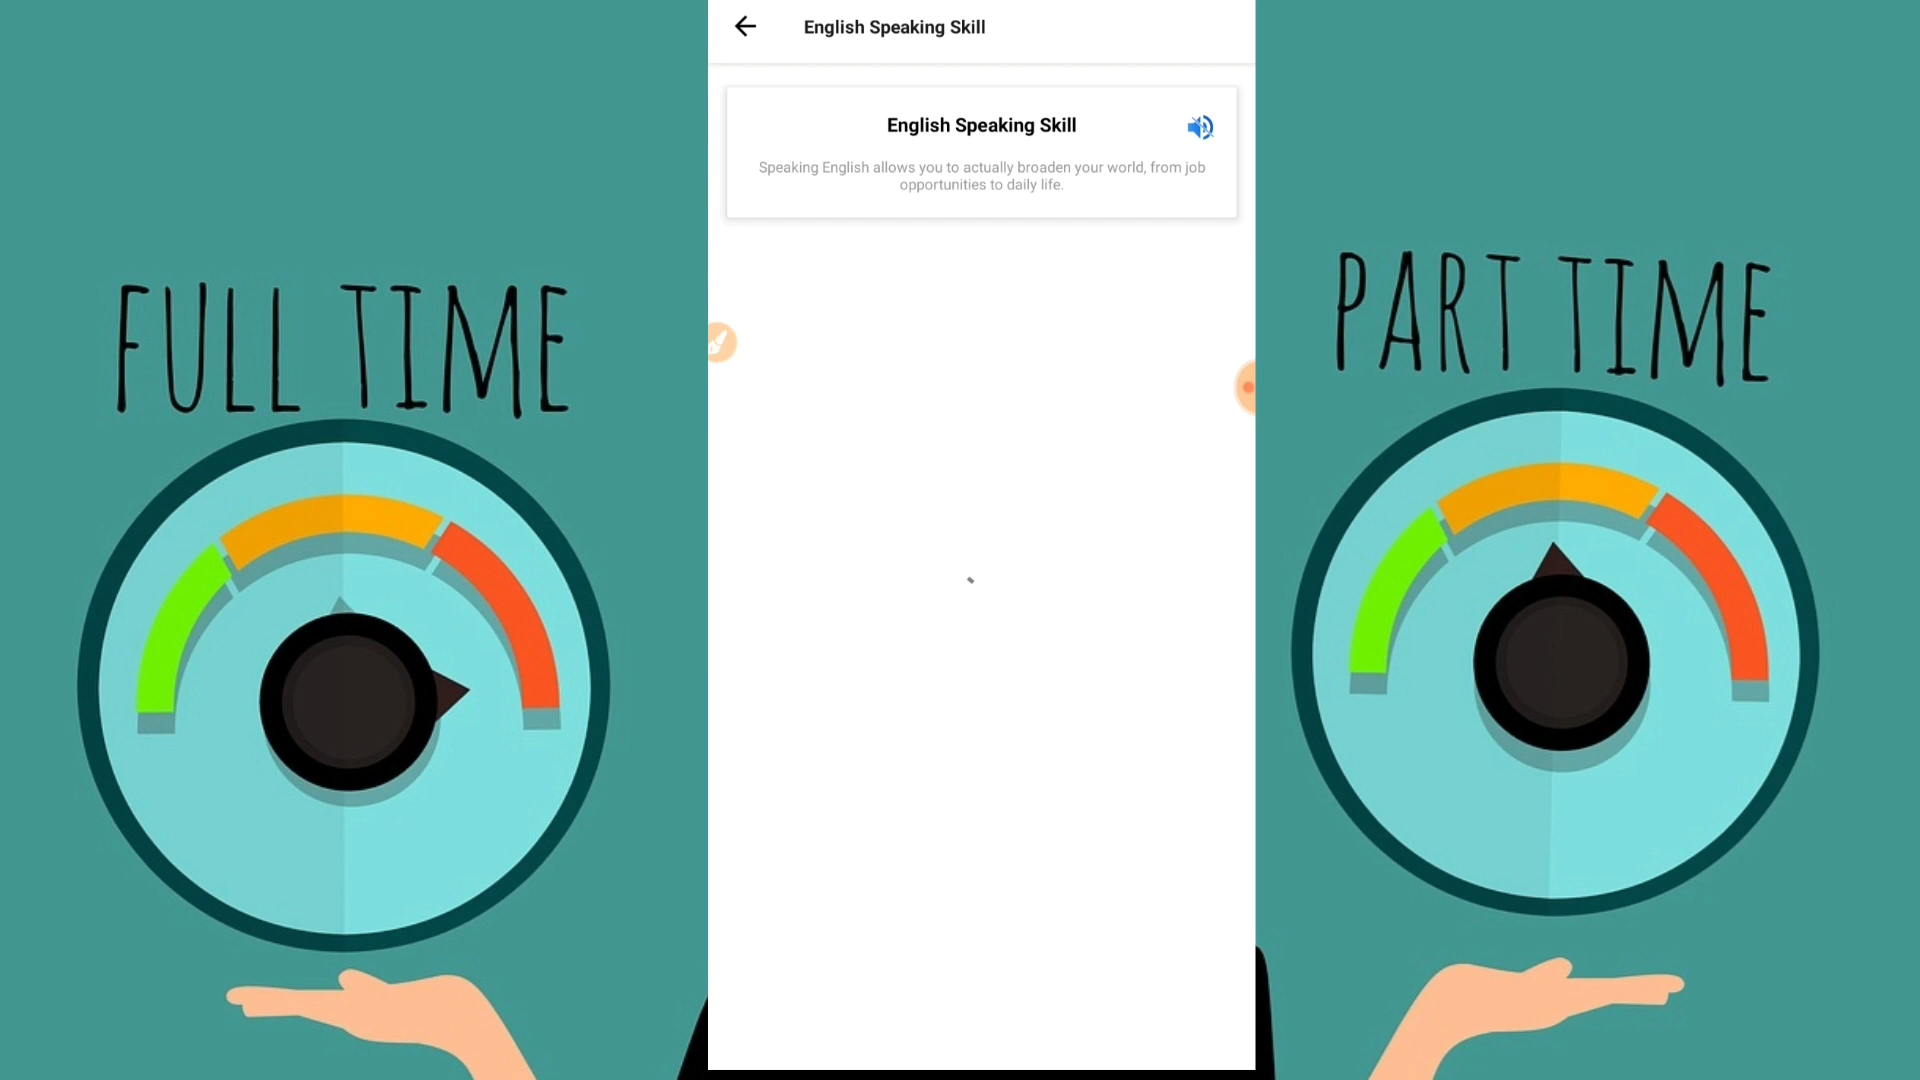 English Speaking Skill
English Speaking Skill
Speaking English allows you to actually broaden your world, from job
opportunities to daily life.
FULL TIME
PART TIME